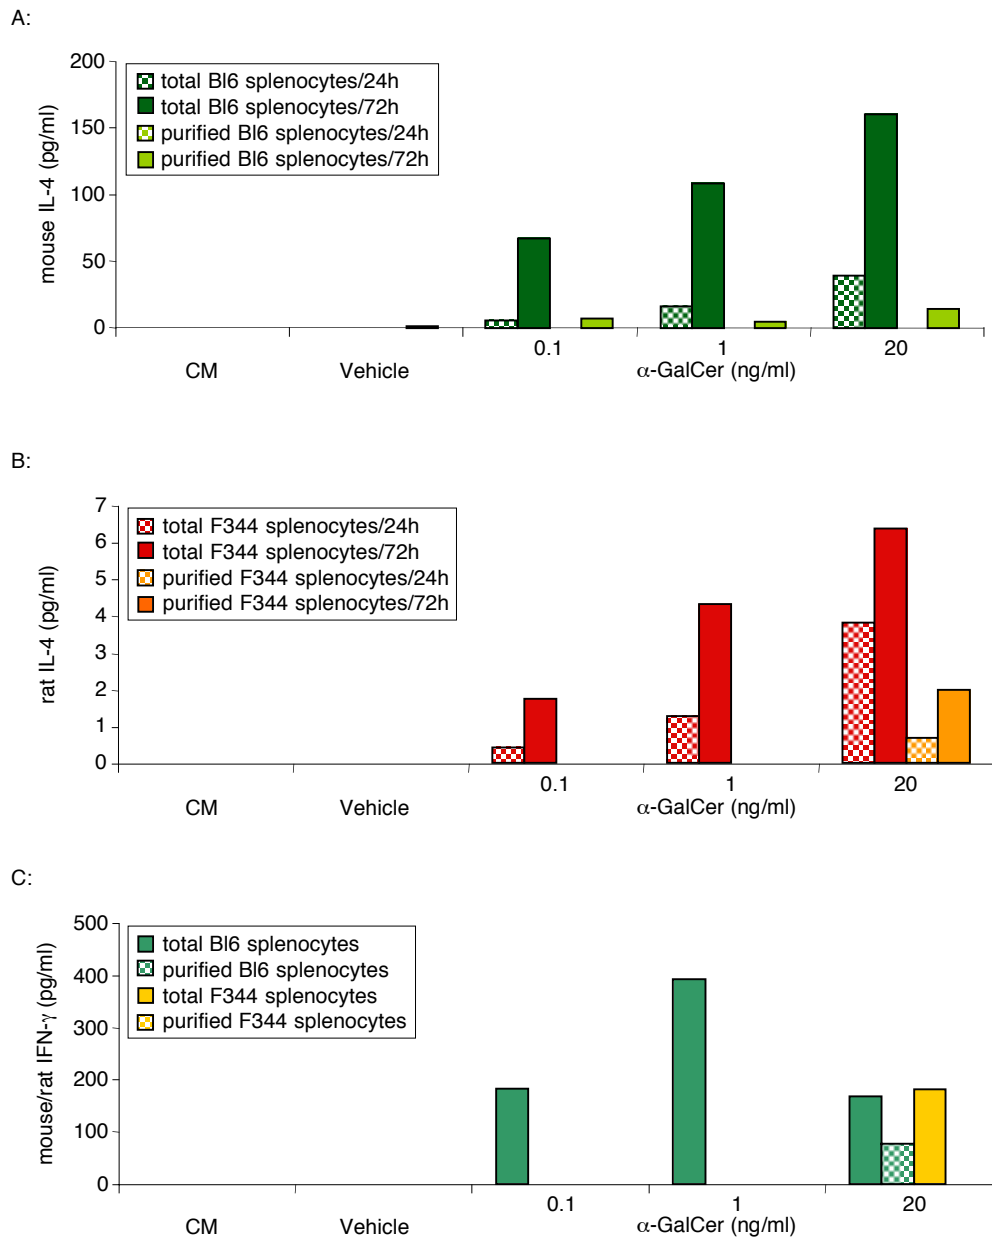 A:
200
150
100
50
0
mouse IL-4 (pg/ml)
total Bl6 splenocytes/24h
total Bl6 splenocytes/72h
purified Bl6 splenocytes/24h
purified Bl6 splenocytes/72h
0.1 1 20
CM Vehicle α-GalCer (ng/ml)
B:
7
6
5
4
3
2
1
0
rat IL-4 (pg/ml)
total F344 splenocytes/24h
total F344 splenocytes/72h
purified F344 splenocytes/24h
purified F344 splenocytes/72h
0.1 1 20
CM Vehicle α-GalCer (ng/ml)
C:
500
400
300
200
100
0
mouse/rat IFN-γ (pg/ml)
total Bl6 splenocytes
purified Bl6 splenocytes
total F344 splenocytes
purified F344 splenocytes
0.1 1 20
CM Vehicle α-GalCer (ng/ml)